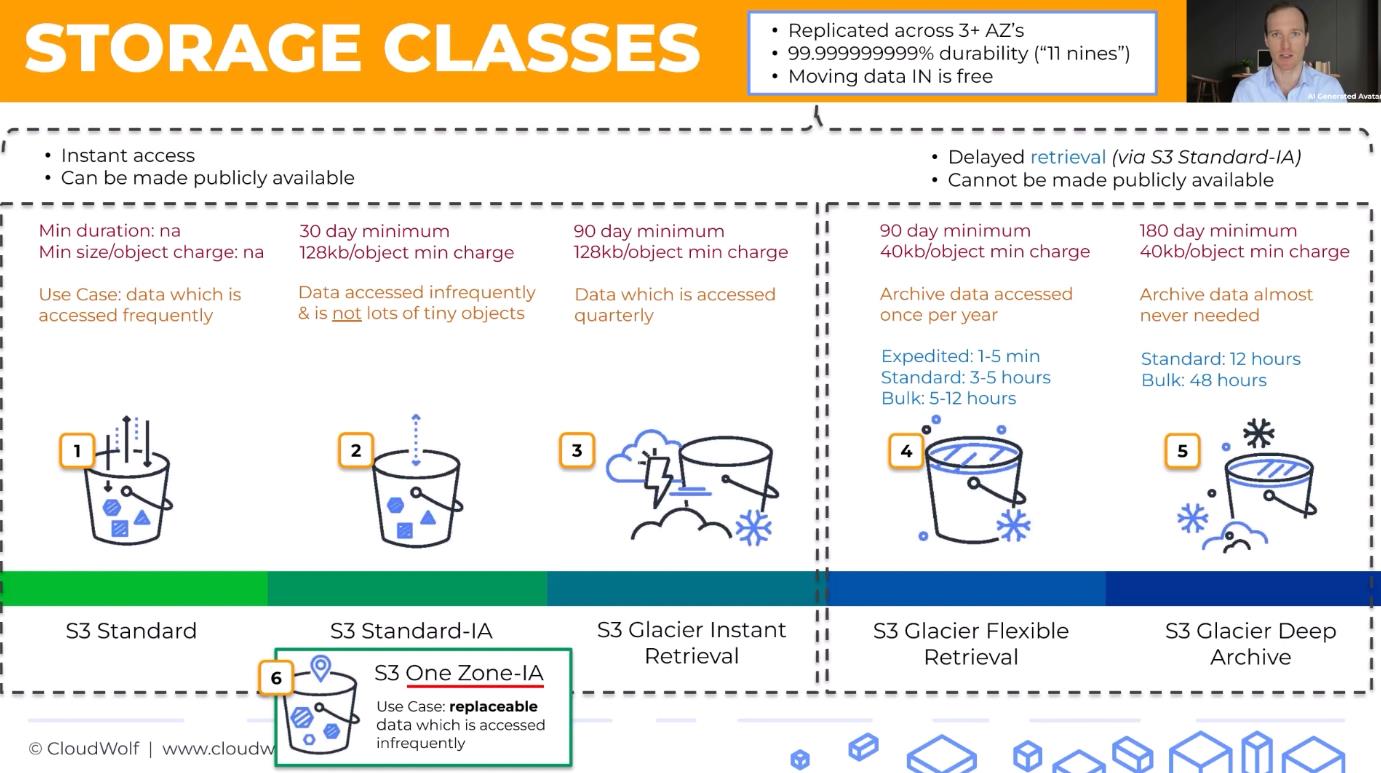 STORAGE CLASSES
• Replicated across 3+ AZ's
• 99.999999999% durability (“11 nines”)
• Moving data IN is free
AI Generated Avatar
• Instant access
• Can be made publicly available
• Delayed retrieval (via S3 Standard-IA)
• Cannot be made publicly available
Min duration: na
Min size/object charge: na
Use Case: data which is
accessed frequently
30 day minimum
128kb/object min charge
Data accessed infrequently
& is not lots of tiny objects
90 day minimum
128kb/object min charge
Data which is accessed
quarterly
90 day minimum
40kb/object min charge
Archive data accessed
once per year
Expedited: 1-5 min
Standard: 3-5 hours
Bulk: 5-12 hours
180 day minimum
40kb/object min charge
Archive data almost
never needed
Standard: 12 hours
Bulk: 48 hours
1
2
3
4
5
S3 Standard
S3 Standard-IA
S3 Glacier Instant
Retrieval
S3 Glacier Flexible
Retrieval
S3 Glacier Deep
Archive
6
S3 One Zone-IA
Use Case: replaceable
data which is accessed
infrequently
© CloudWolf | www.cloudw